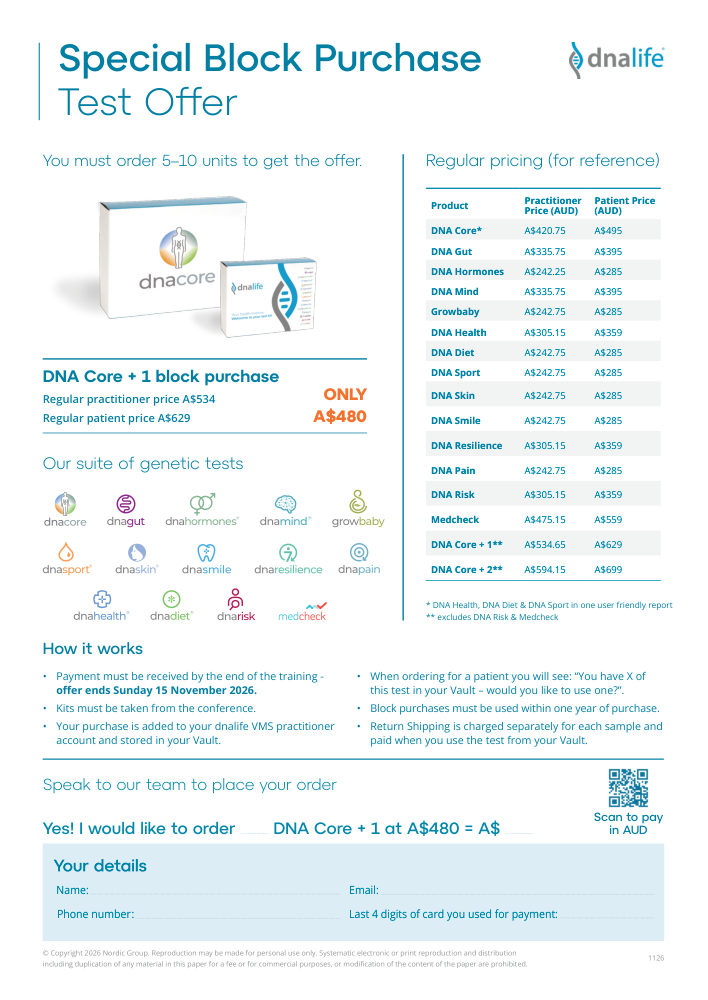 Special Block Purchase
Test Offer
dnalife®
You must order 5–10 units to get the offer.
dnacore
dnalife
DNA Core + 1 block purchase
Regular practitioner price A$534
Regular patient price A$629
ONLY
A$480
Our suite of genetic tests
dnacore
dnagut
dnahormones®
dnamind®
growbaby
dnasport®
dnaskin®
dnasmile
dnaresilience
dnapain
dnahealth®
dnadiet®
dnarisk
medcheck
Regular pricing (for reference)
Product Practitioner Price (AUD) Patient Price (AUD)
DNA Core* A$420.75 A$495
DNA Gut A$335.75 A$395
DNA Hormones A$242.25 A$285
DNA Mind A$335.75 A$395
Growbaby A$242.75 A$285
DNA Health A$305.15 A$359
DNA Diet A$242.75 A$285
DNA Sport A$242.75 A$285
DNA Skin A$242.75 A$285
DNA Smile A$242.75 A$285
DNA Resilience A$305.15 A$359
DNA Pain A$242.75 A$285
DNA Risk A$305.15 A$359
Medcheck A$475.15 A$559
DNA Core + 1** A$534.65 A$629
DNA Core + 2** A$594.15 A$699
* DNA Health, DNA Diet & DNA Sport in one user friendly report
** excludes DNA Risk & Medcheck
How it works
• Payment must be received by the end of the training -
offer ends Sunday 15 November 2026.
• Kits must be taken from the conference.
• Your purchase is added to your dnalife VMS practitioner
account and stored in your Vault.
• When ordering for a patient you will see: “You have X of
this test in your Vault – would you like to use one?”.
• Block purchases must be used within one year of purchase.
• Return Shipping is charged separately for each sample and
paid when you use the test from your Vault.
Speak to our team to place your order
Yes! I would like to order DNA Core + 1 at A$480 = A$
Scan to pay
in AUD
Your details
Name:
Email:
Phone number:
Last 4 digits of card you used for payment:
© Copyright 2026 Nordic Group. Reproduction may be made for personal use only. Systematic electronic or print reproduction and distribution
including duplication of any material in this paper for a fee or for commercial purposes, or modification of the content of the paper are prohibited.
1126